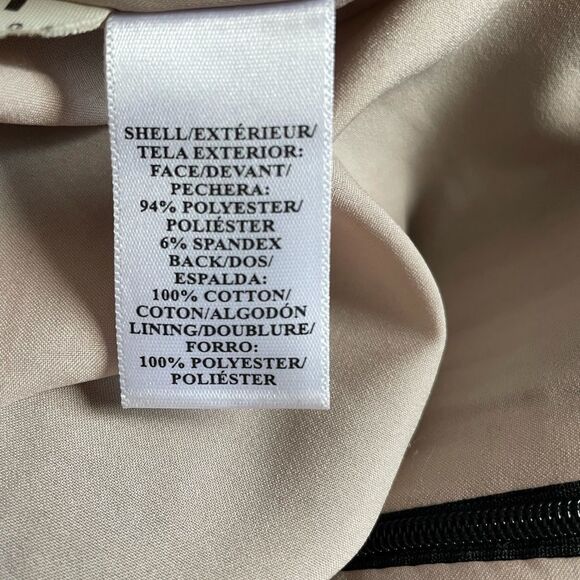 SHELL/EXTÉRIEUR/
TELA EXTERIOR:
FACE/DEVANT/
PECHERA:
94% POLYESTER/
POLIÉSTER
6% SPANDEX
BACK/DOS/
ESPALDA:
100% COTTON/
COTON/ALGODÓN
LINING/DOUBLURE/
FORRO:
100% POLYESTER/
POLIÉSTER